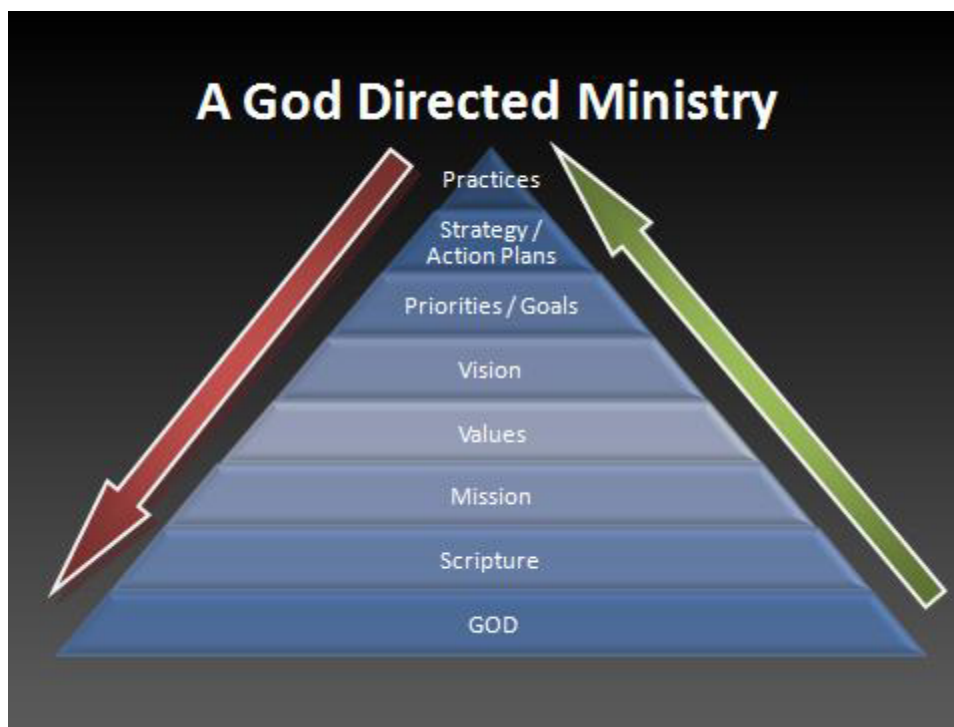 A God Directed Ministry
Practices
Strategy /
Action Plans
Priorities / Goals
Vision
Values
Mission
Scripture
GOD